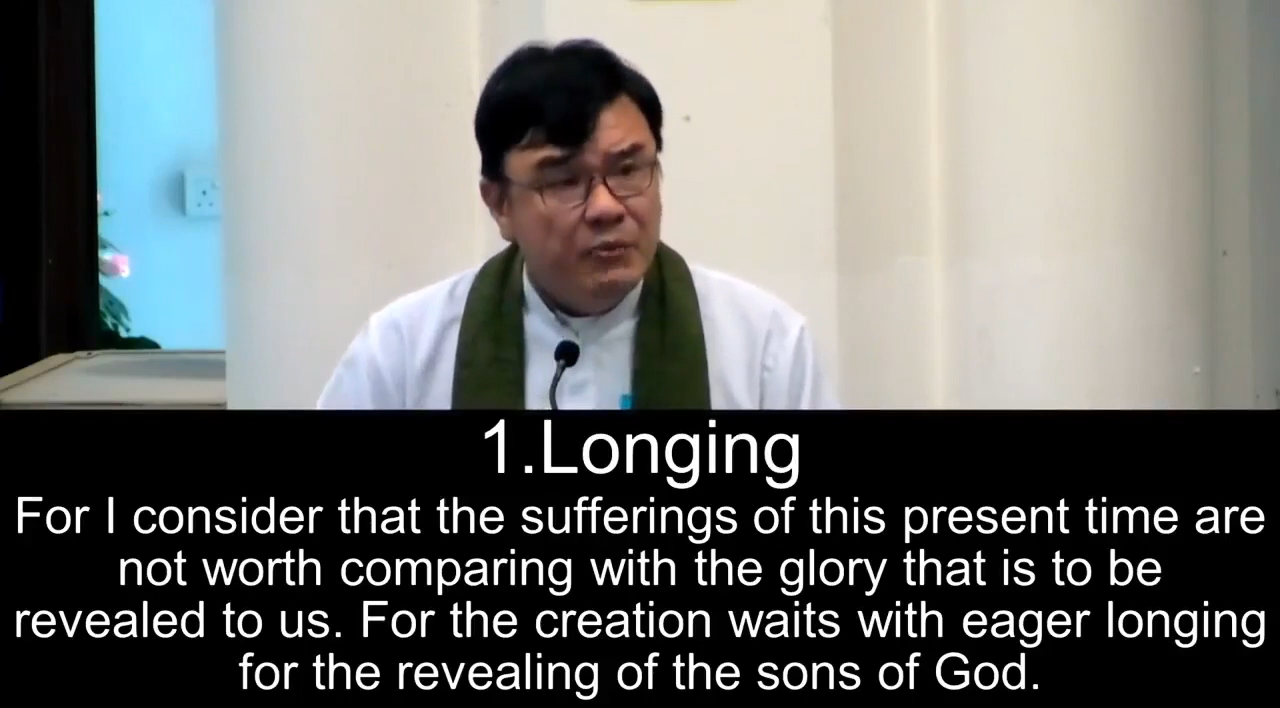 1.Longing
For I consider that the sufferings of this present time are
not worth comparing with the glory that is to be
revealed to us. For the creation waits with eager longing
for the revealing of the sons of God.